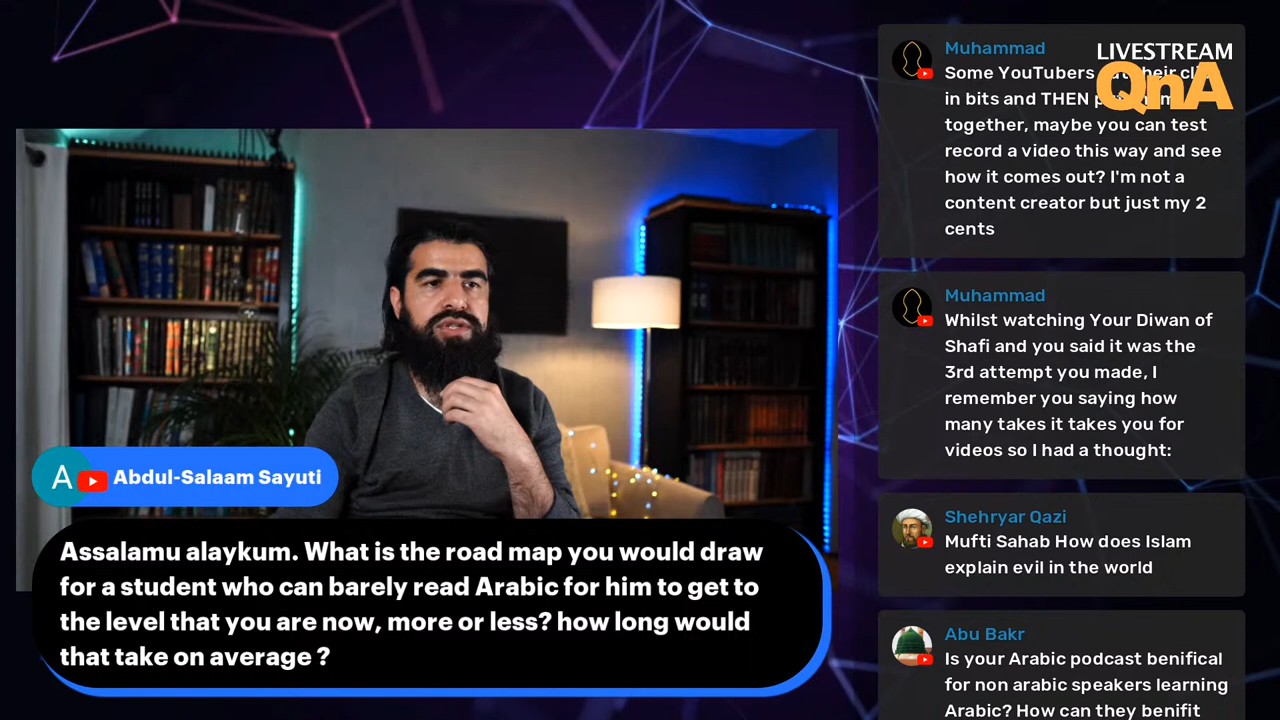 Abdul-Salaam Sayuti
Assalamu alaykum. What is the road map you would draw
for a student who can barely read Arabic for him to get to
the level that you are now, more or less? how long would
that take on average ?
LIVESTREAM
QnA
Muhammad
Some YouTubers
in bits and THEN
together, maybe you can test
record a video this way and see
how it comes out? I'm not a
content creator but just my 2
cents
Muhammad
Whilst watching Your Diwan of
Shafi and you said it was the
3rd attempt you made, I
remember you saying how
many takes it takes you for
videos so I had a thought:
Shehryar Qazi
Mufti Sahab How does Islam
explain evil in the world
Abu Bakr
Is your Arabic podcast benifical
for non arabic speakers learning
Arabic? How can they benifit